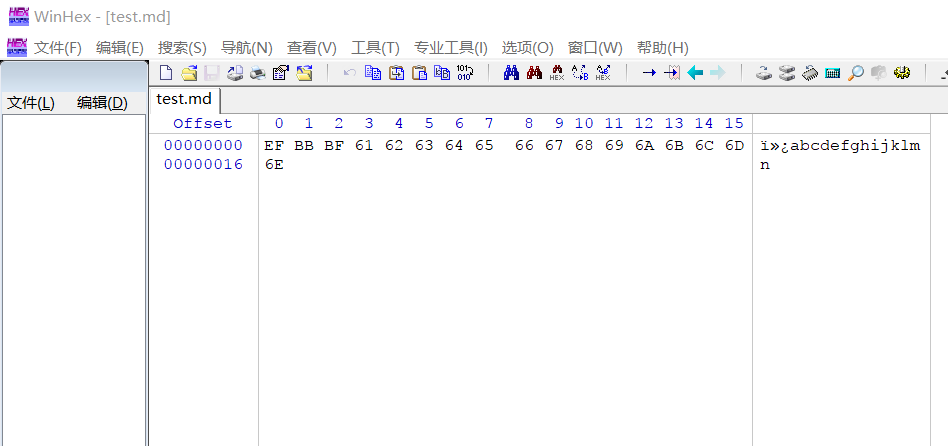 WinHex - [test.md]
文件(F) 编辑(E) 搜索(S) 导航(N) 查看(V) 工具(T) 专业工具(I) 选项(O) 窗口(W) 帮助(H)
文件(L) 编辑(D)
test.md
Offset 0 1 2 3 4 5 6 7 8 9 10 11 12 13 14 15
00000000 EF BB BF 61 62 63 64 65 66 67 68 69 6A 6B 6C 6D ï»¿abcdefghijklm
00000016 6E n